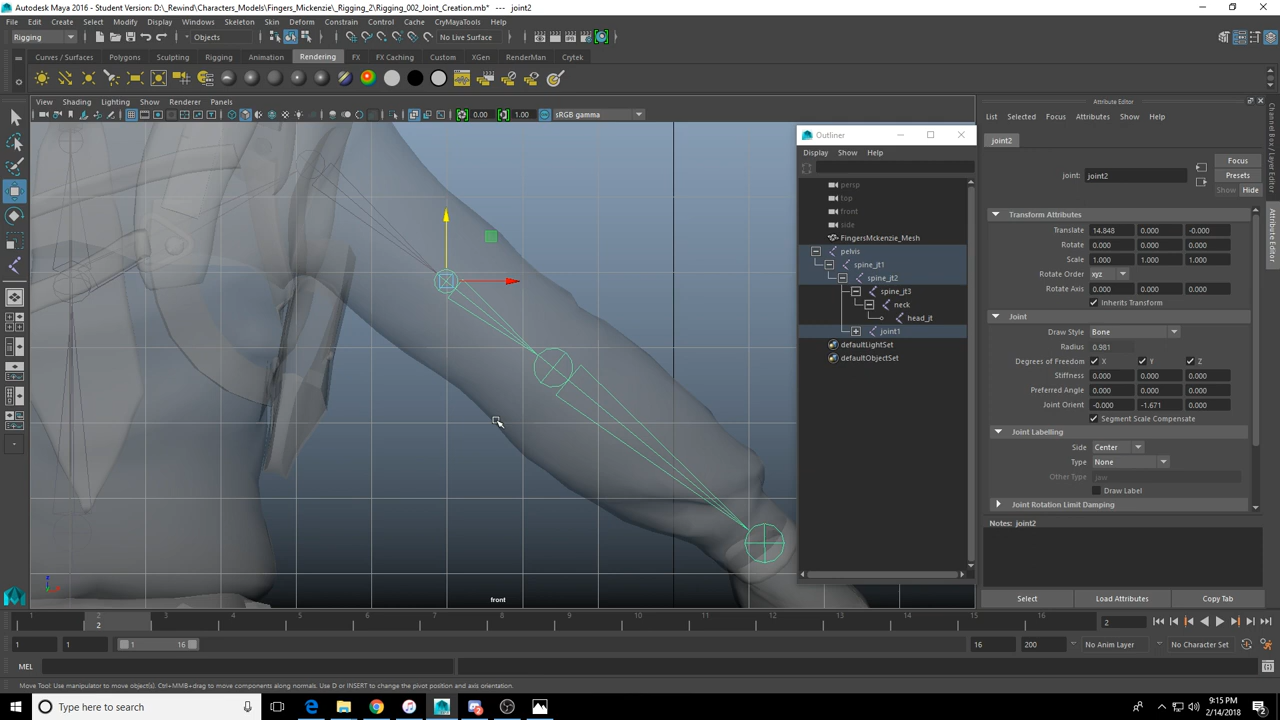 Autodesk Maya 2016 - Student Version: D:\_Rewind\Characters_Models\Fingers_Mckenzie\_Rigging_2\Rigging_002_Joint_Creation.mb* --- joint2
File Edit Create Select Modify Display Windows Skeleton Skin Deform Constrain Control Cache CryMayaTools Help
Rigging Objects No Live Surface
Curves / Surfaces Polygons Sculpting Rigging Animation Rendering FX FX Caching Custom XGen RenderMan Crytek
View Shading Lighting Show Renderer Panels
0.00 1.00 sRGB gamma
front
Outliner
Display Show Help
persp
top
front
side
FingersMckenzie_Mesh
pelvis
spine_jt1
spine_jt2
spine_jt3
neck
head_jt
joint1
defaultLightSet
defaultObjectSet
Attribute Editor
List Selected Focus Attributes Show Help
joint2
joint: joint2
Focus
Presets
Show Hide
Transform Attributes
Translate 14.848 0.000 -0.000
Rotate 0.000 0.000 0.000
Scale 1.000 1.000 1.000
Rotate Order xyz
Rotate Axis 0.000 0.000 0.000
Inherits Transform
Joint
Draw Style Bone
Radius 0.981
Degrees of Freedom X Y Z
Stiffness 0.000 0.000 0.000
Preferred Angle 0.000 0.000 0.000
Joint Orient -0.000 -1.671 0.000
Segment Scale Compensate
Joint Labelling
Side Center
Type None
Other Type jaw
Draw Label
Joint Rotation Limit Damping
Notes: joint2
Select Load Attributes Copy Tab
Channel Box / Layer Editor
Attribute Editor
1 2 3 4 5 6 7 8 9 10 11 12 13 14 15 16
2 2
1 1 1 16 16 200 No Anim Layer No Character Set
MEL
Move Tool: Use manipulator to move object(s). Ctrl+MMB+drag to move components along normals. Use D or INSERT to change the pivot position and axis orientation.
Type here to search
9:15 PM
2/14/2018
2